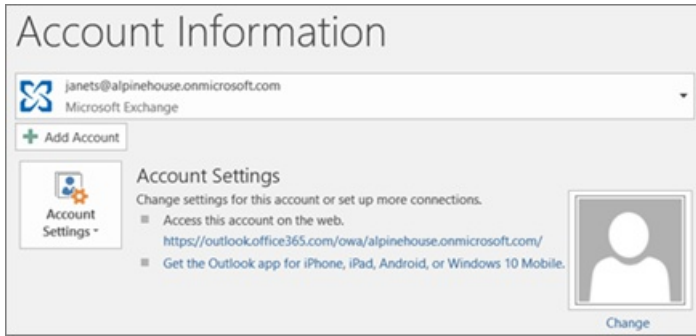 Account Information
janets@alpinehouse.onmicrosoft.com
Microsoft Exchange
Add Account
Account
Settings
Account Settings
Change settings for this account or set up more connections.
Access this account on the web.
https://outlook.office365.com/owa/alpinehouse.onmicrosoft.com/
Get the Outlook app for iPhone, iPad, Android, or Windows 10 Mobile.
Change